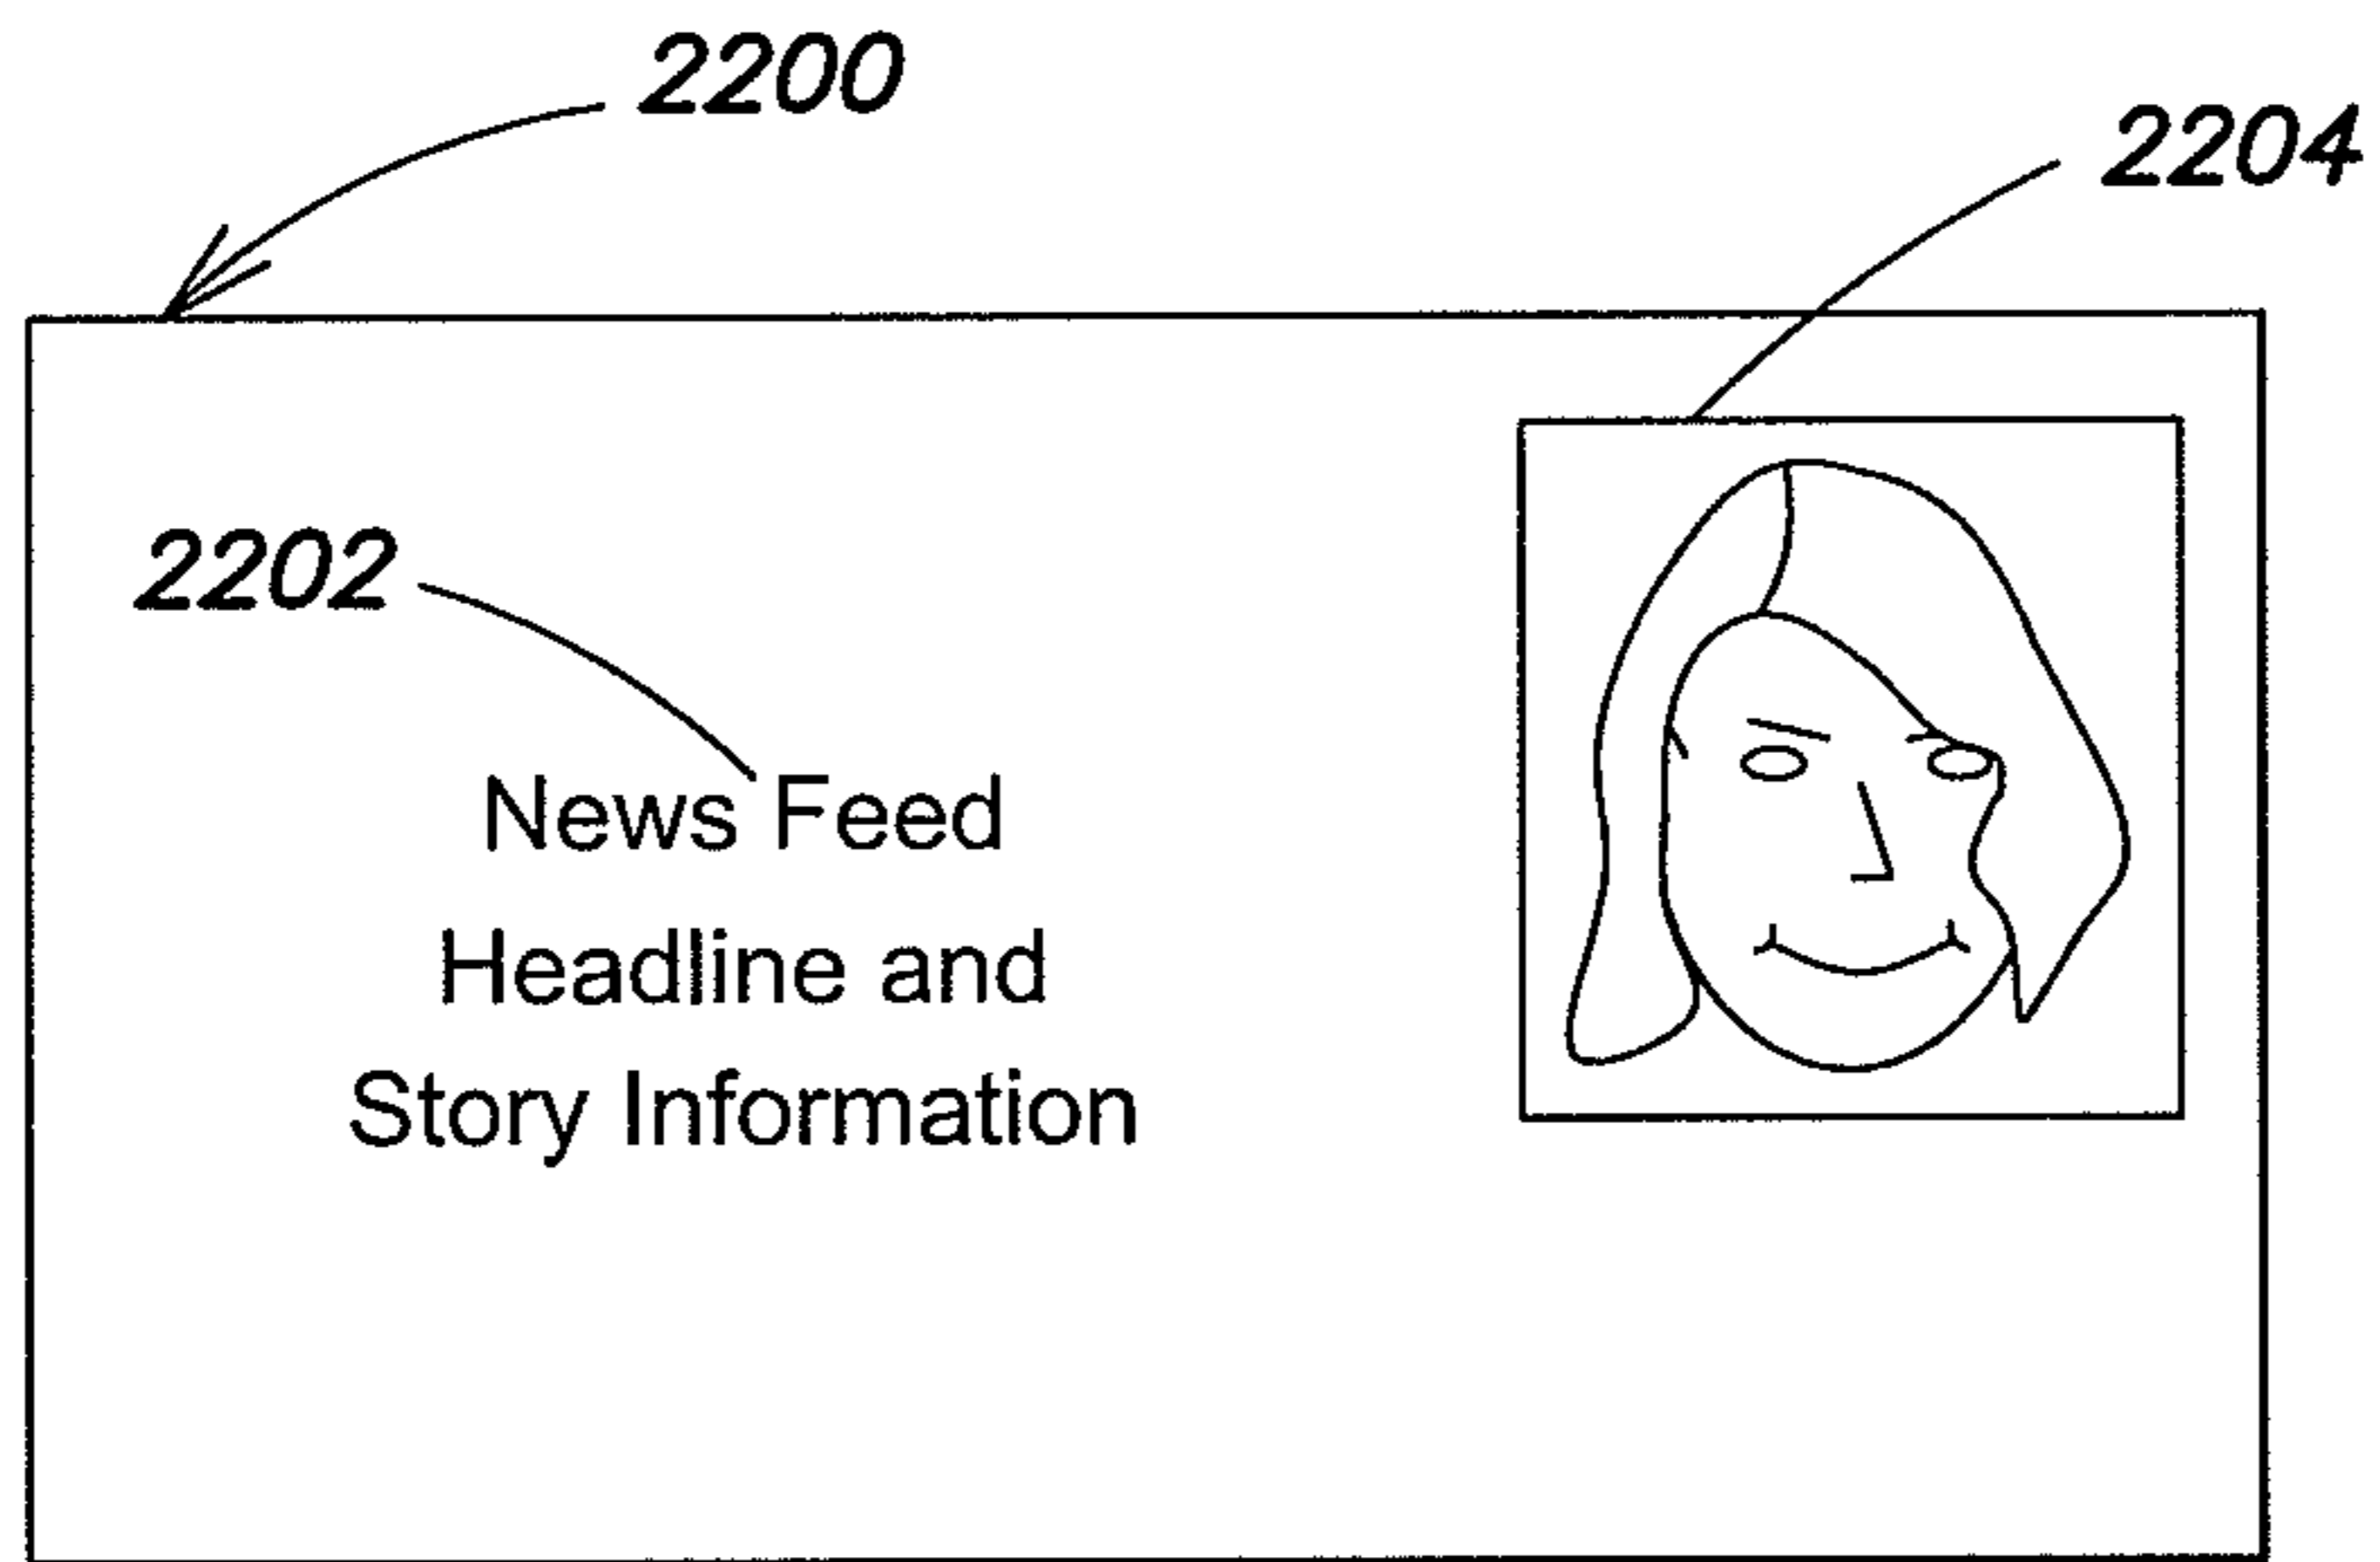 2200
2204
2202
News Feed
Headline and
Story Information